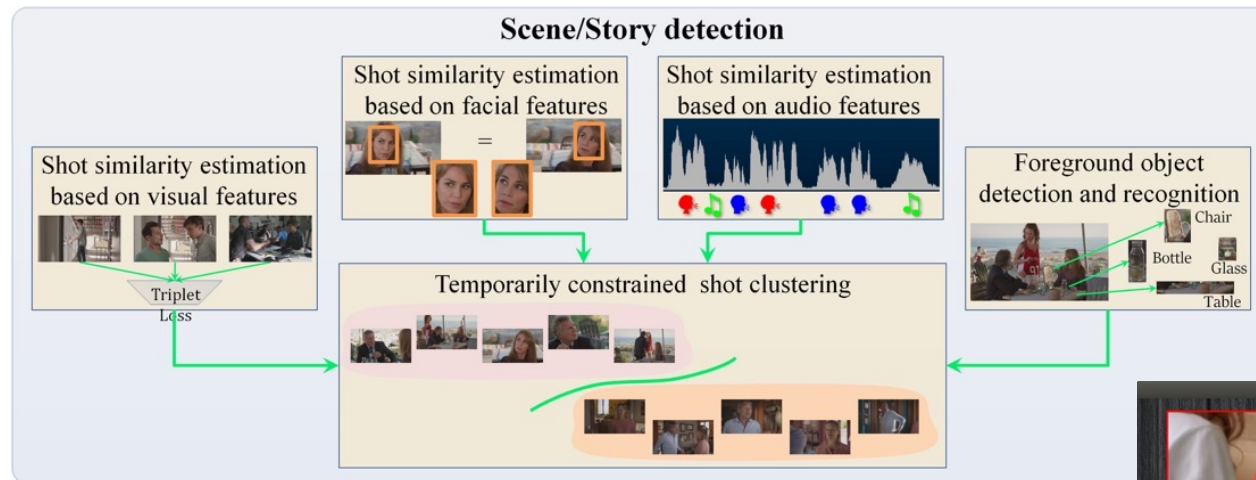 Scene/Story detection
Shot similarity estimation
based on facial features
=
Shot similarity estimation
based on audio features
Shot similarity estimation
based on visual features
Triplet
Loss
Foreground object
detection and recognition
Chair
Bottle
Glass
Table
Temporarily constrained shot clustering